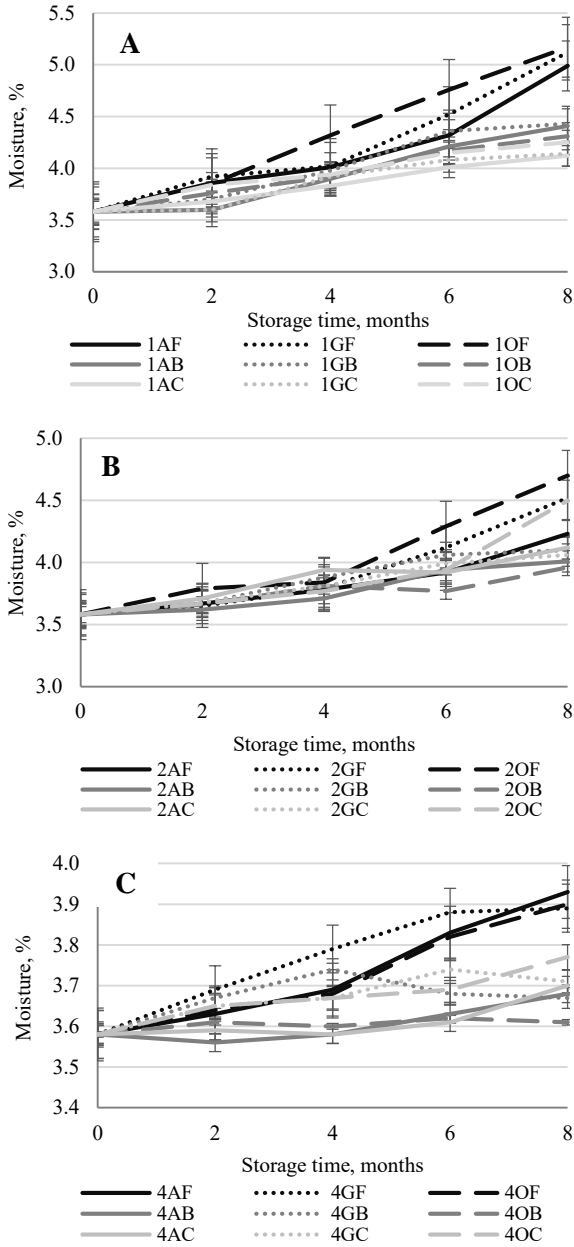 5.5
A
5.0
4.5
4.0
3.5
3.0
Moisture, %
0 2 4 6 8
Storage time, months
1AF 1GF 1OF
1AB 1GB 1OB
1AC 1GC 1OC
5.0
B
4.5
4.0
3.5
3.0
Moisture, %
0 2 4 6 8
Storage time, months
2AF 2GF 2OF
2AB 2GB 2OB
2AC 2GC 2OC
4.0
C
3.9
3.8
3.7
3.6
3.5
3.4
Moisture, %
0 2 4 6 8
Storage time, months
4AF 4GF 4OF
4AB 4GB 4OB
4AC 4GC 4OC